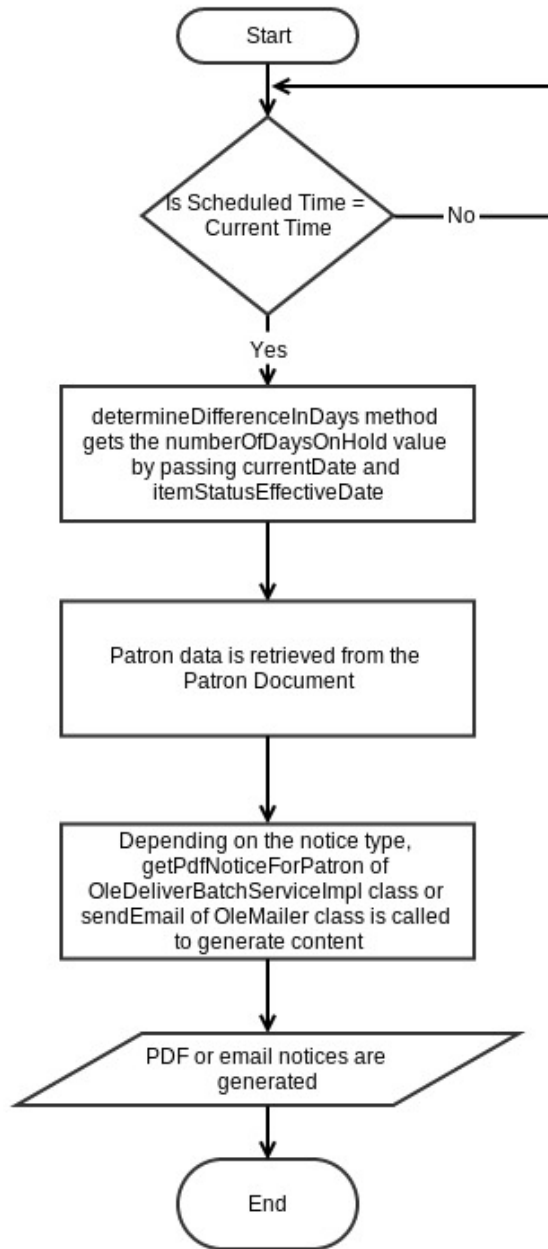 Start
Is Scheduled Time =
Current Time
No
Yes
determineDifferenceInDays method
gets the numberOfDaysOnHold value
by passing currentDate and
itemStatusEffectiveDate
Patron data is retrieved from the
Patron Document
Depending on the notice type,
getPdfNoticeForPatron of
OleDeliverBatchServiceImpl class or
sendEmail of OleMailer class is called
to generate content
PDF or email notices are
generated
End